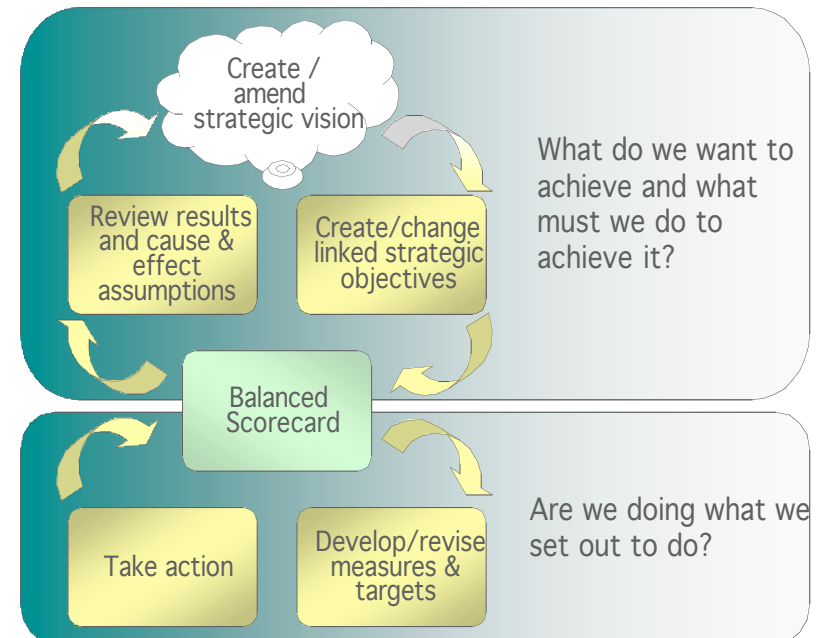 Create /
amend
strategic vision
What do we want to
achieve and what
must we do to
achieve it?
Review results
and cause &
effect
assumptions
Create/change
linked strategic
objectives
Balanced
Scorecard
Are we doing what we
set out to do?
Take action
Develop/revise
measures &
targets